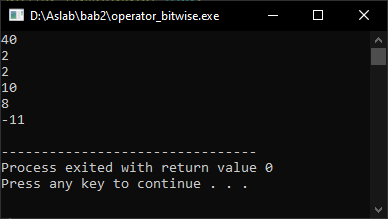 D:\Aslab\bab2\operator_bitwise.exe
40
2
2
10
8
-11
--------------------------------
Process exited with return value 0
Press any key to continue . . .